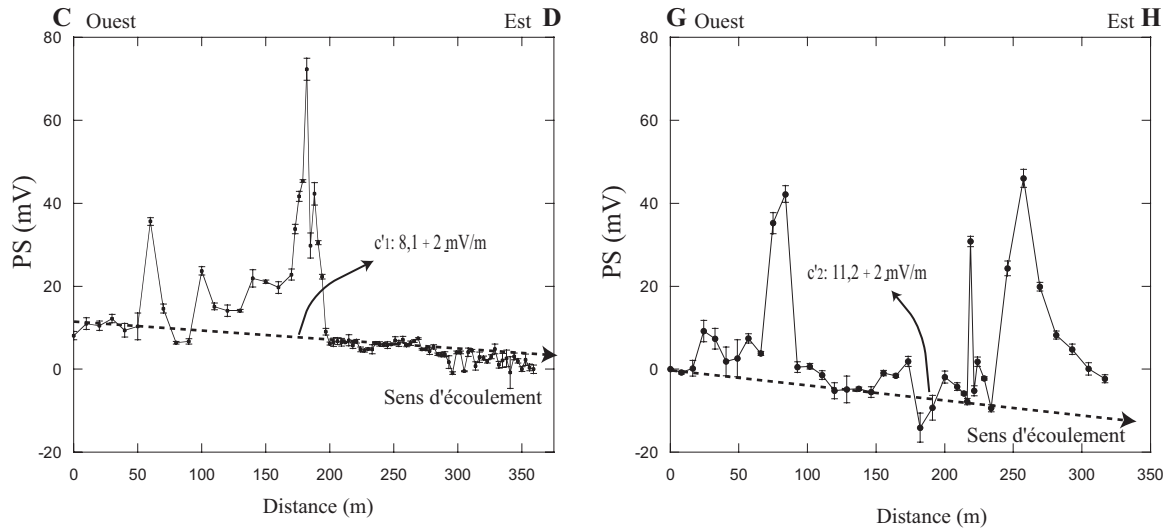 C Ouest Est D
80
60
40
20
0
-20
PS (mV)
c'1: 8,1 + 2 mV/m
Sens d'écoulement
0 50 100 150 200 250 300 350
Distance (m)
G Ouest Est H
80
60
40
20
0
-20
PS (mV)
c'2: 11,2 + 2 mV/m
Sens d'écoulement
0 50 100 150 200 250 300 350
Distance (m)